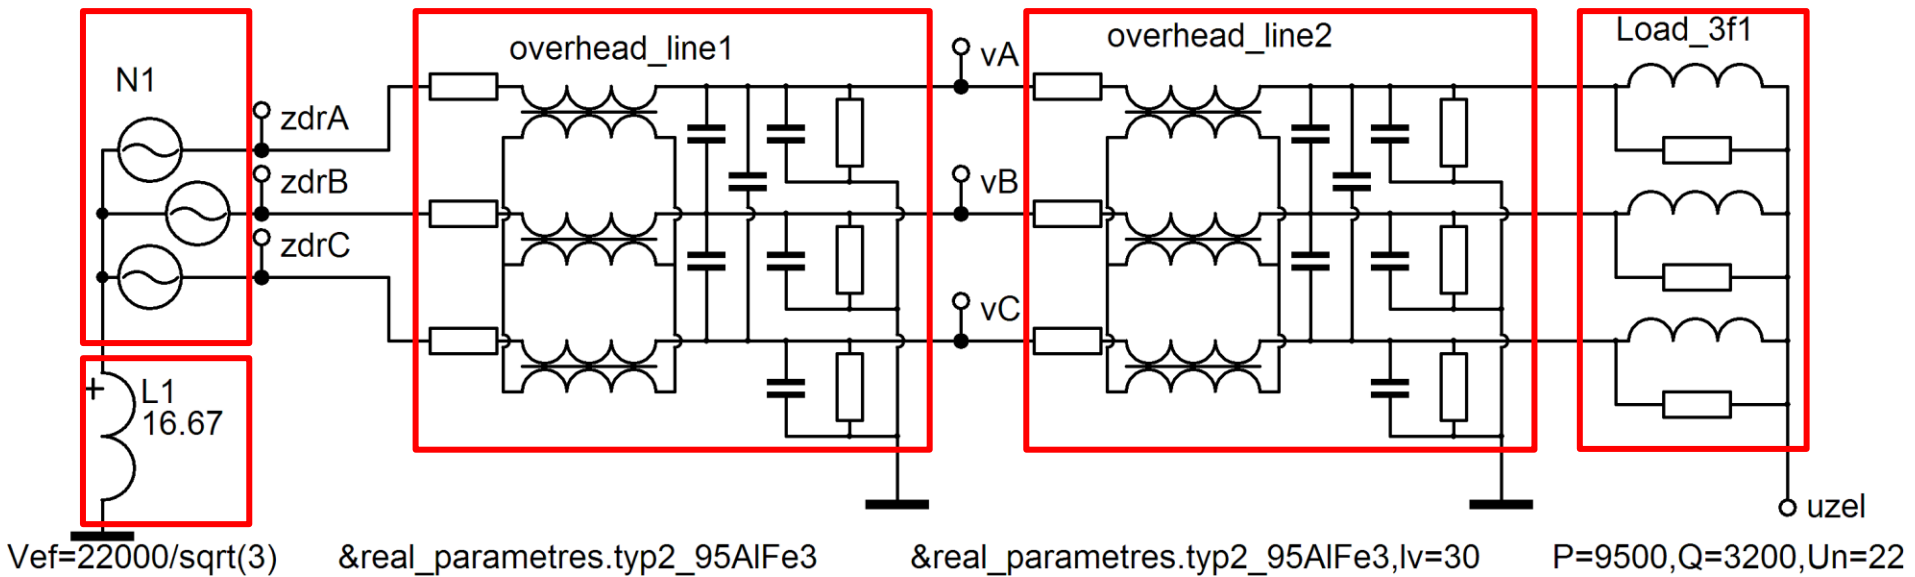 N1
zdrA
zdrB
zdrC
+ L1
16.67
overhead_line1
vA
vB
vC
overhead_line2
Load_3f1
uzel
Vef=22000/sqrt(3)
&real_parametres.typ2_95AlFe3
&real_parametres.typ2_95AlFe3,lv=30
P=9500,Q=3200,Un=22